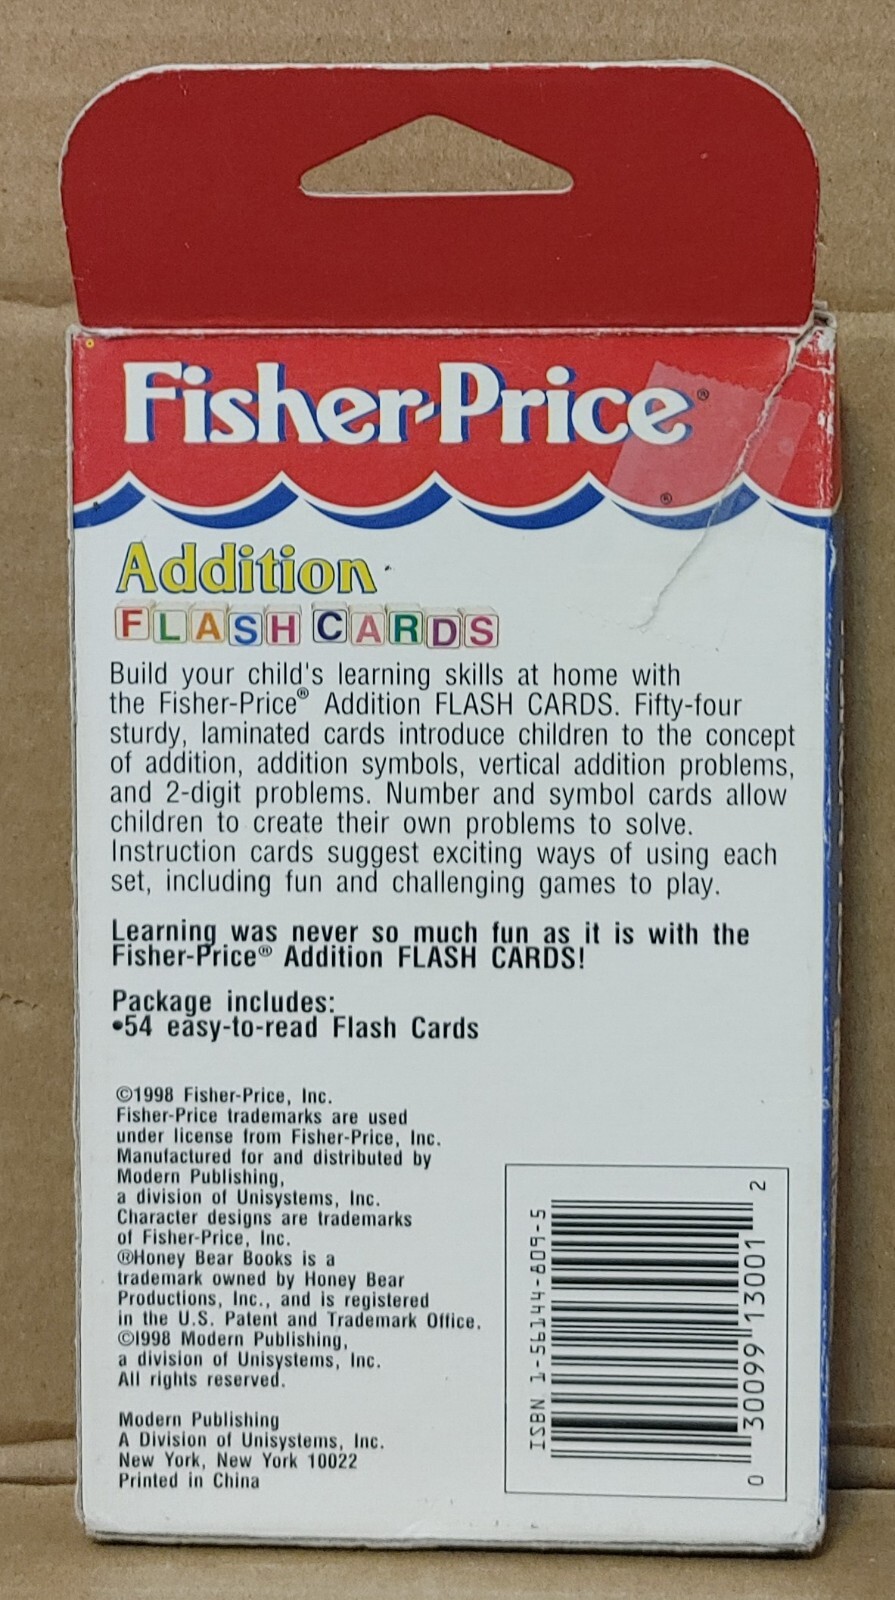 Fisher-Price®
®
Addition
FLASH CARDS
Build your child's learning skills at home with
the Fisher-Price® Addition FLASH CARDS. Fifty-four
sturdy, laminated cards introduce children to the concept
of addition, addition symbols, vertical addition problems,
and 2-digit problems. Number and symbol cards allow
children to create their own problems to solve.
Instruction cards suggest exciting ways of using each
set, including fun and challenging games to play.
Learning was never so much fun as it is with the
Fisher-Price® Addition FLASH CARDS!
Package includes:
•54 easy-to-read Flash Cards
©1998 Fisher-Price, Inc.
Fisher-Price trademarks are used
under license from Fisher-Price, Inc.
Manufactured for and distributed by
Modern Publishing,
a division of Unisystems, Inc.
Character designs are trademarks
of Fisher-Price, Inc.
®Honey Bear Books is a
trademark owned by Honey Bear
Productions, Inc., and is registered
in the U.S. Patent and Trademark Office.
©1998 Modern Publishing,
a division of Unisystems, Inc.
All rights reserved.
Modern Publishing
A Division of Unisystems, Inc.
New York, New York 10022
Printed in China
ISBN 1-56144-809-5
0 30099 13001 2